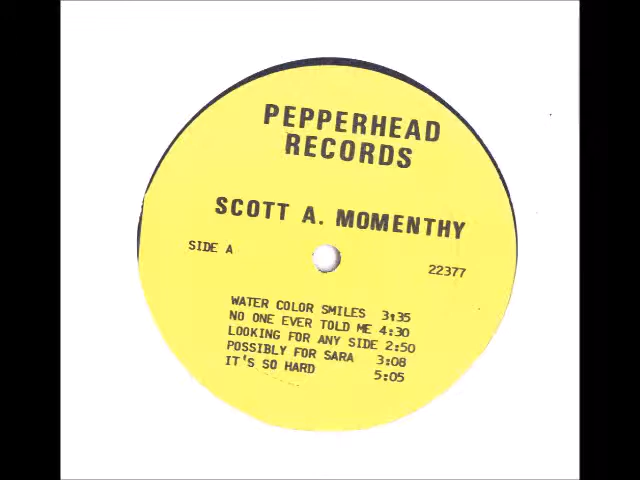 PEPPERHEAD
RECORDS
SCOTT A. MOMENTHY
SIDE A
22377
WATER COLOR SMILES 3:35
NO ONE EVER TOLD ME 4:30
LOOKING FOR ANY SIDE 2:50
POSSIBLY FOR SARA 3:08
IT'S SO HARD 5:05